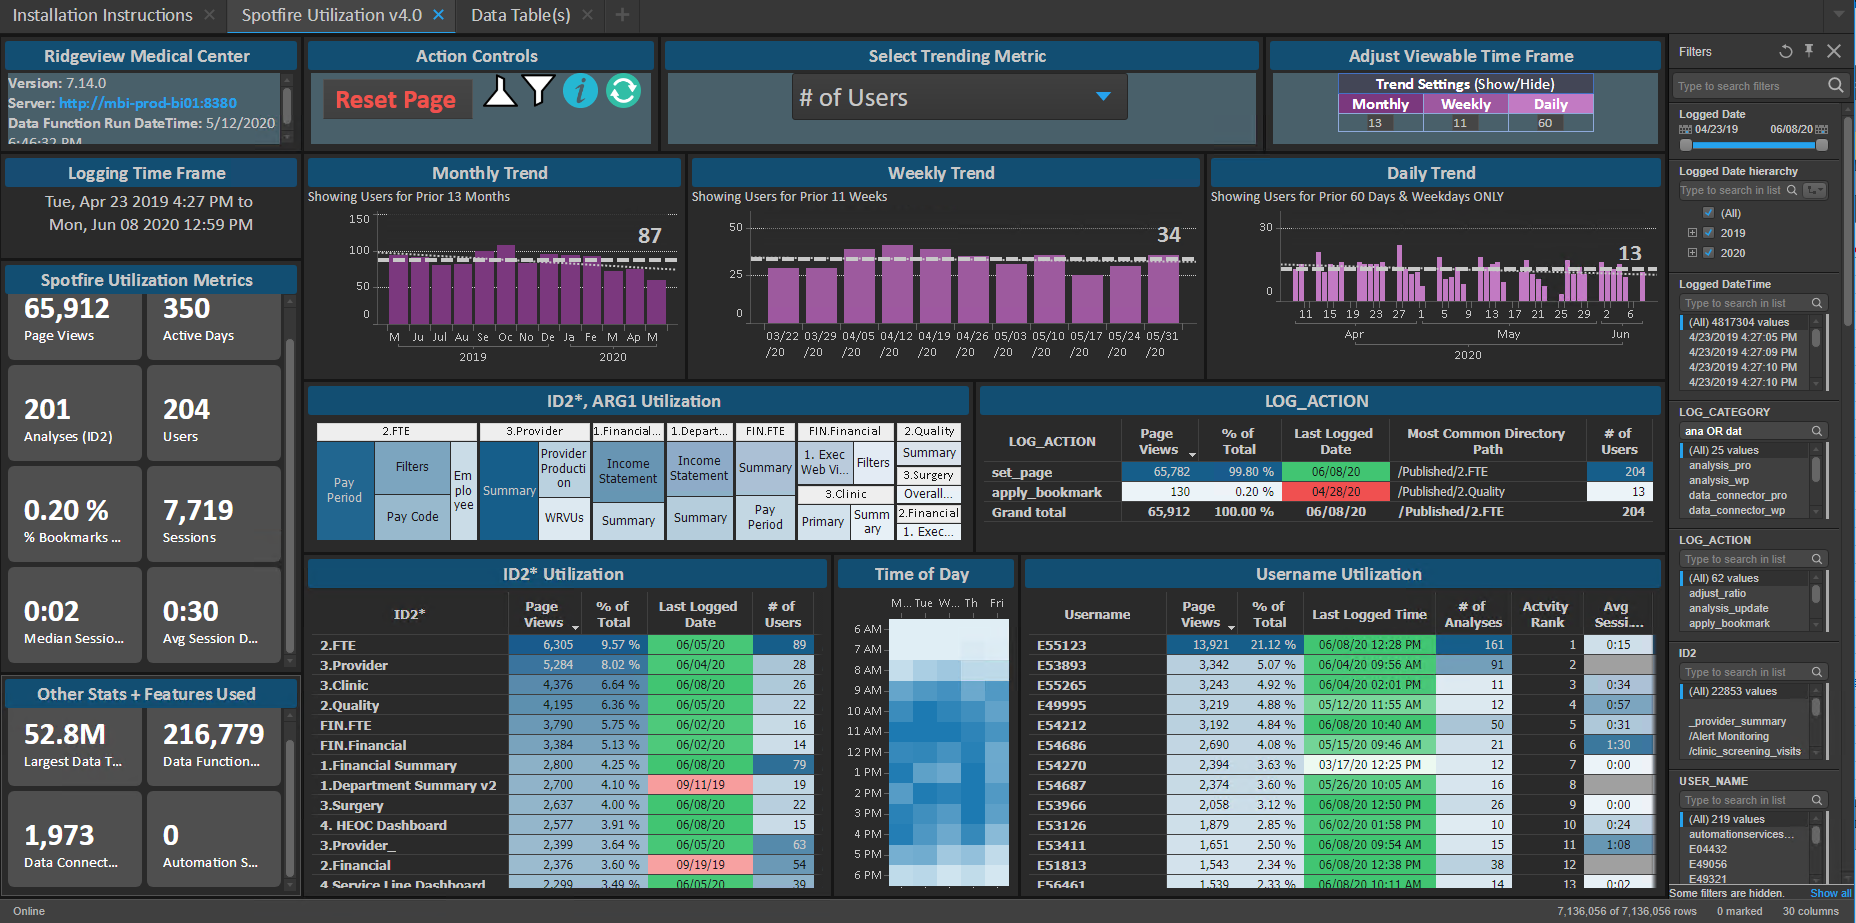 Installation Instructions
Spotfire Utilization v4.0
Data Table(s)
Ridgeview Medical Center
Version: 7.14.0
Server: http://mbi-prod-bi01:8380
Data Function Run DateTime: 5/12/2020
6:46:32 PM
Action Controls
Reset Page
Select Trending Metric
# of Users
Adjust Viewable Time Frame
Trend Settings (Show/Hide)
Monthly Weekly Daily
13 11 60
Logging Time Frame
Tue, Apr 23 2019 4:27 PM to
Mon, Jun 08 2020 12:59 PM
Monthly Trend
Showing Users for Prior 13 Months
87
150
100
50
0
M Ju Jul Au Se Oc No De Ja Fe M Ap M
2019 2020
Weekly Trend
Showing Users for Prior 11 Weeks
34
50
25
0
03/22 03/29 04/05 04/12 04/19 04/26 05/03 05/10 05/17 05/24 05/31
/20 /20 /20 /20 /20 /20 /20 /20 /20 /20 /20
Daily Trend
Showing Users for Prior 60 Days & Weekdays ONLY
13
30
0
11 15 19 23 27 1 5 9 13 17 21 25 29 2 6
Apr May Jun
2020
Spotfire Utilization Metrics
65,912 350
Page Views Active Days
201 204
Analyses (ID2) Users
0.20 % 7,719
% Bookmarks ... Sessions
0:02 0:30
Median Sessio... Avg Session D...
Other Stats + Features Used
52.8M 216,779
Largest Data T... Data Function...
1,973 0
Data Connect... Automation S...
ID2*, ARG1 Utilization
2.FTE
Pay
Period
Filters
Pay Code
Em
plo
yee
3.Provider
Summary
Provider
Producti
on
WRVUs
1.Financial...
Income
Statement
Summary
1.Depart...
Income
Statement
Summary
FIN.FTE
Summary
Pay
Period
FIN.Financial
1. Exec
Web Vi...
Filters
3.Clinic
Primary
Summ
ary
2.Quality
Summary
3.Surgery
Overall...
2.Financial
1. Exec...
LOG_ACTION
LOG_ACTION Page Views % of Total Last Logged Date Most Common Directory Path # of Users
set_page 65,782 99.80 % 06/08/20 /Published/2.FTE 204
apply_bookmark 130 0.20 % 04/28/20 /Published/2.Quality 13
Grand total 65,912 100.00 % 06/08/20 /Published/2.FTE 204
ID2* Utilization
ID2* Page Views % of Total Last Logged Date # of Users
2.FTE 6,305 9.57 % 06/05/20 89
3.Provider 5,284 8.02 % 06/04/20 28
3.Clinic 4,376 6.64 % 06/08/20 26
2.Quality 4,195 6.36 % 06/05/20 22
FIN.FTE 3,790 5.75 % 06/02/20 16
FIN.Financial 3,384 5.13 % 06/02/20 14
1.Financial Summary 2,800 4.25 % 06/08/20 79
1.Department Summary v2 2,700 4.10 % 09/11/19 19
3.Surgery 2,637 4.00 % 06/08/20 22
4. HEOC Dashboard 2,577 3.91 % 06/08/20 15
3.Provider_ 2,399 3.64 % 06/05/20 63
2.Financial 2,376 3.60 % 09/19/19 54
4.Service Line Dashboard 2,299 3.49 % 06/05/20 39
Time of Day
M... Tue W... Th Fri
6 AM
7 AM
8 AM
9 AM
10 AM
11 AM
12 PM
1 PM
2 PM
3 PM
4 PM
5 PM
6 PM
Username Utilization
Username Page Views % of Total Last Logged Time # of Analyses Actvity Rank Avg Sessi....
E55123 13,921 21.12 % 06/08/20 12:28 PM 161 1 0:15
E53893 3,342 5.07 % 06/04/20 09:56 AM 91 2
E55265 3,243 4.92 % 06/04/20 02:01 PM 11 3 0:34
E49995 3,219 4.88 % 05/12/20 11:55 AM 12 4 0:57
E54212 3,192 4.84 % 06/08/20 10:40 AM 50 5 0:31
E54686 2,690 4.08 % 05/15/20 09:46 AM 21 6 1:30
E54270 2,394 3.63 % 03/17/20 12:25 PM 12 7 0:00
E54687 2,374 3.60 % 05/26/20 10:05 AM 16 8
E53966 2,058 3.12 % 06/08/20 12:50 PM 26 9 0:00
E53126 1,879 2.85 % 06/02/20 01:58 PM 10 10 0:24
E53411 1,651 2.50 % 06/08/20 09:54 AM 15 11 1:08
E51813 1,543 2.34 % 06/08/20 12:38 PM 38 12
E56461 1,539 2.33 % 06/08/20 10:11 AM 14 13 0:02
Filters
Type to search filters
Logged Date
04/23/19 06/08/20
Logged Date hierarchy
Type to search in list
(All)
2019
2020
Logged DateTime
Type to search in list
(All) 4817304 values
4/23/2019 4:27:05 PM
4/23/2019 4:27:09 PM
4/23/2019 4:27:10 PM
4/23/2019 4:27:10 PM
LOG_CATEGORY
ana OR dat
(All) 25 values
analysis_pro
analysis_wp
data_connector_pro
data_connector_wp
LOG_ACTION
Type to search in list
(All) 62 values
adjust_ratio
analysis_update
apply_bookmark
ID2
Type to search in list
(All) 22853 values
_provider_summary
/Alert Monitoring
/clinic_screening_visits
USER_NAME
Type to search in list
(All) 219 values
automationservices...
E04432
E49056
E49321
Some filters are hidden. Show all
Online
7,136,056 of 7,136,056 rows 0 marked 30 columns